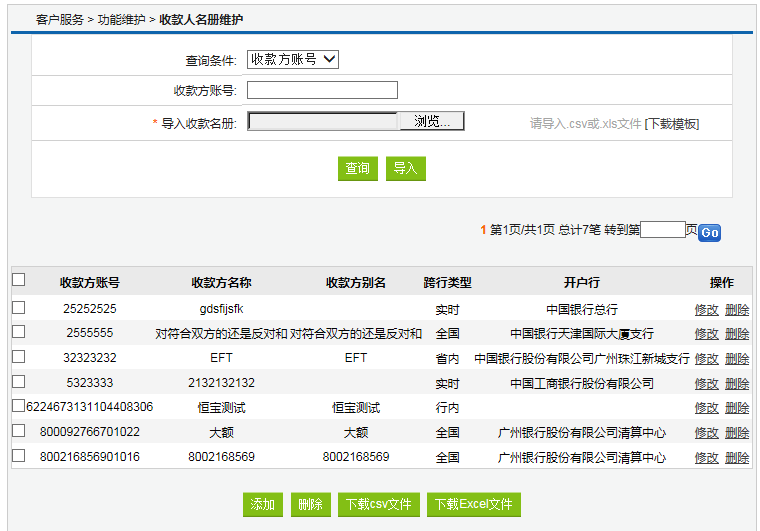 客户服务 > 功能维护 > 收款人名册维护
查询条件: 收款方账号
收款方账号:
* 导入收款名册: 浏览... 请导入.csv或.xls文件 [下载模板]
查询 导入
1 第1页/共1页 总计7笔 转到第 页 Go
收款方账号 收款方名称 收款方别名 跨行类型 开户行 操作
25252525 gdsfijsfk 实时 中国银行总行 修改 删除
2555555 对符合双方的还是反对和 对符合双方的还是反对和 全国 中国银行天津国际大厦支行 修改 删除
32323232 EFT EFT 省内 中国银行股份有限公司广州珠江新城支行 修改 删除
5323333 2132132132 实时 中国工商银行股份有限公司 修改 删除
6224673131104408306 恒宝测试 恒宝测试 行内 修改 删除
800092766701022 大额 大额 全国 广州银行股份有限公司清算中心 修改 删除
800216856901016 8002168569 8002168569 全国 广州银行股份有限公司清算中心 修改 删除
添加 删除 下载csv文件 下载Excel文件